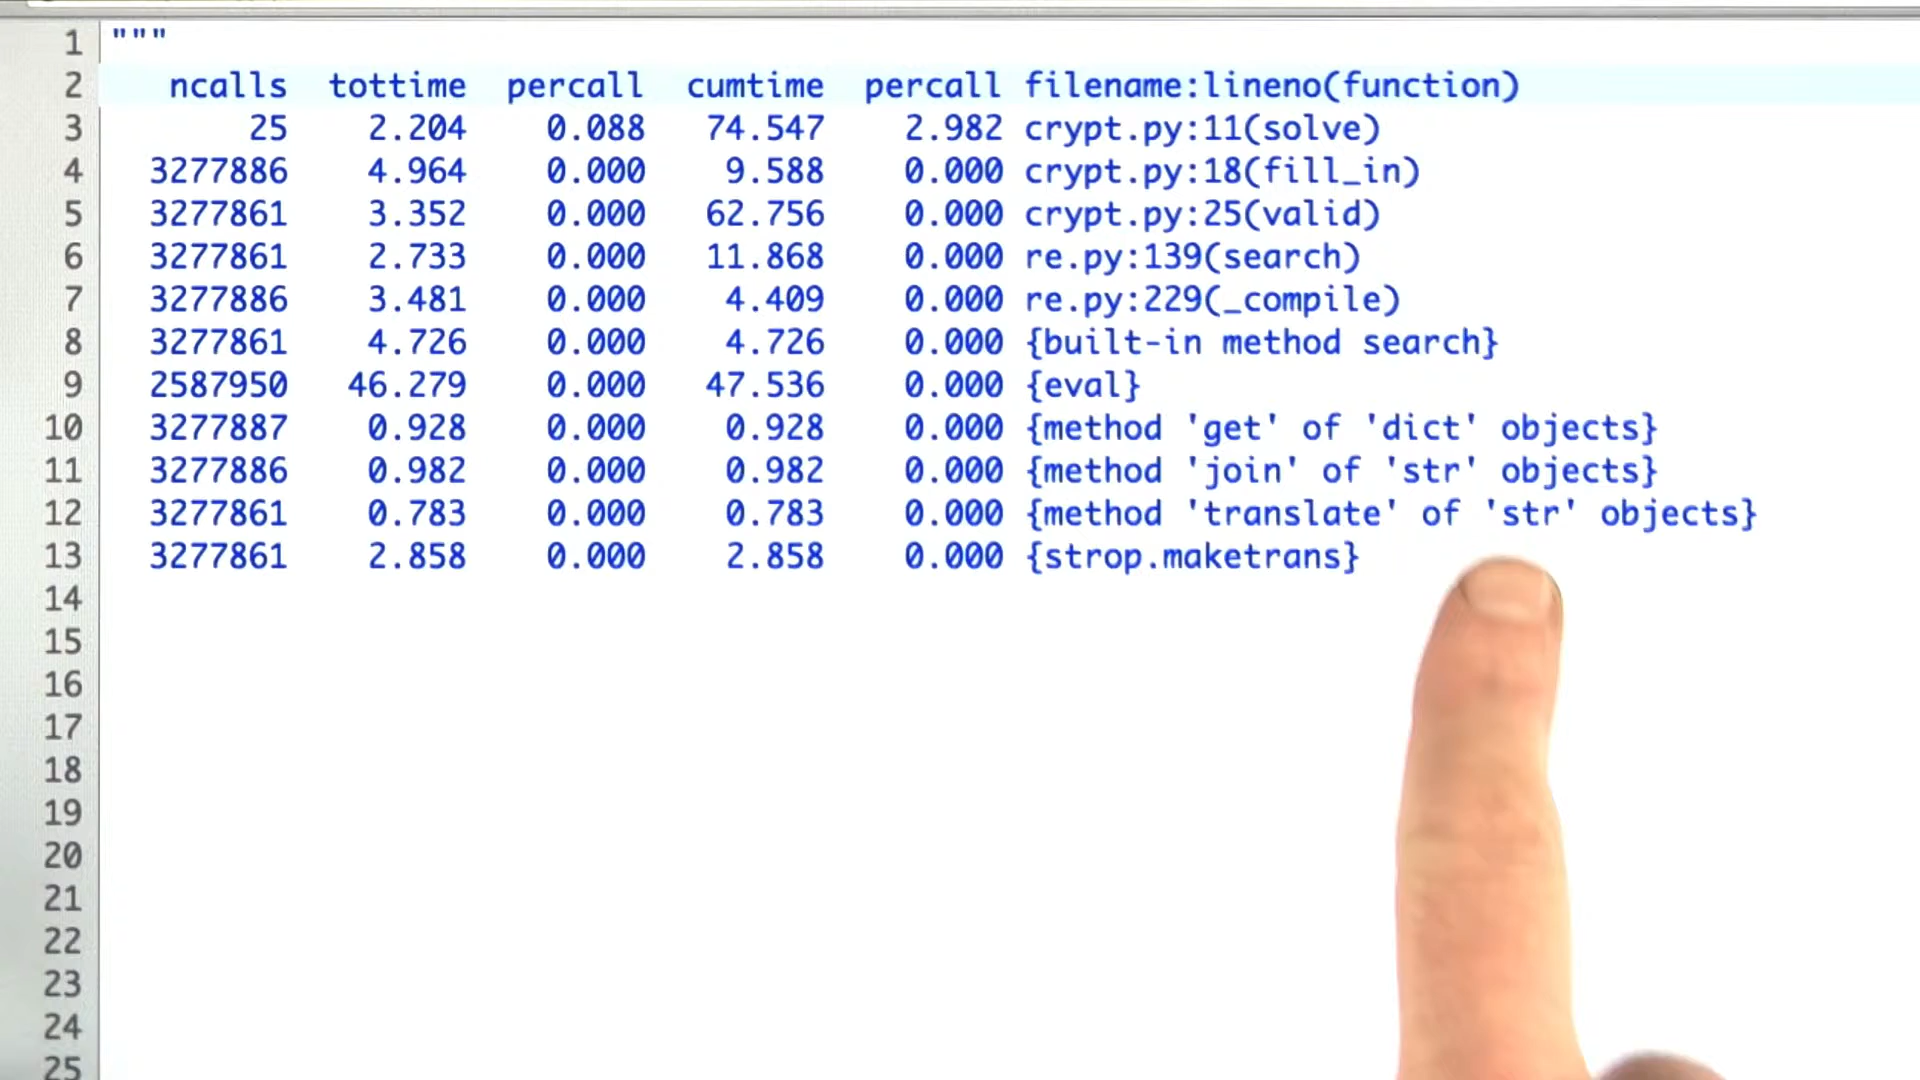 1 """
2 ncalls tottime percall cumtime percall filename:lineno(function)
3 25 2.204 0.088 74.547 2.982 crypt.py:11(solve)
4 3277886 4.964 0.000 9.588 0.000 crypt.py:18(fill_in)
5 3277861 3.352 0.000 62.756 0.000 crypt.py:25(valid)
6 3277861 2.733 0.000 11.868 0.000 re.py:139(search)
7 3277886 3.481 0.000 4.409 0.000 re.py:229(_compile)
8 3277861 4.726 0.000 4.726 0.000 {built-in method search}
9 2587950 46.279 0.000 47.536 0.000 {eval}
10 3277887 0.928 0.000 0.928 0.000 {method 'get' of 'dict' objects}
11 3277886 0.982 0.000 0.982 0.000 {method 'join' of 'str' objects}
12 3277861 0.783 0.000 0.783 0.000 {method 'translate' of 'str' objects}
13 3277861 2.858 0.000 2.858 0.000 {strop.maketrans}
14
15
16
17
18
19
20
21
22
23
24
25